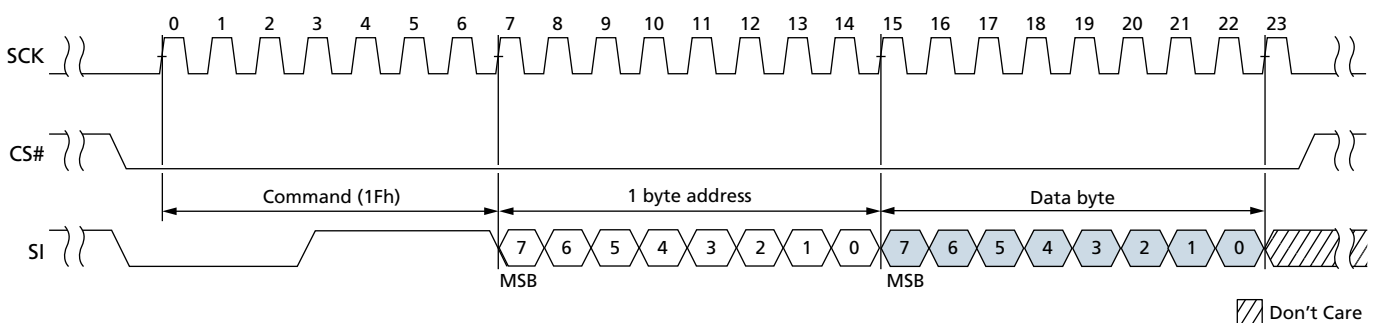 0 1 2 3 4 5 6 7 8 9 10 11 12 13 14 15 16 17 18 19 20 21 22 23
SCK
CS#
Command (1Fh) 1 byte address Data byte
SI 7 6 5 4 3 2 1 0 7 6 5 4 3 2 1 0
MSB MSB
Don't Care